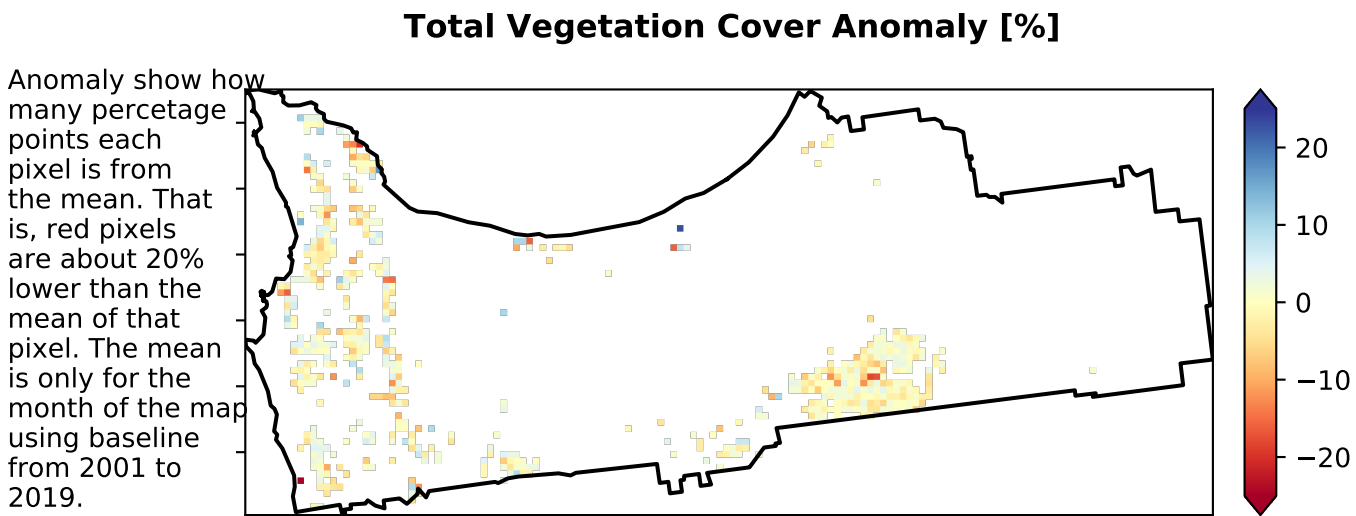 Total Vegetation Cover Anomaly [%]
Anomaly show how
many percetage
points each
pixel is from
the mean. That
is, red pixels
are about 20%
lower than the
mean of that
pixel. The mean
is only for the
month of the map
using baseline
from 2001 to
2019.
20
10
0
−10
−20